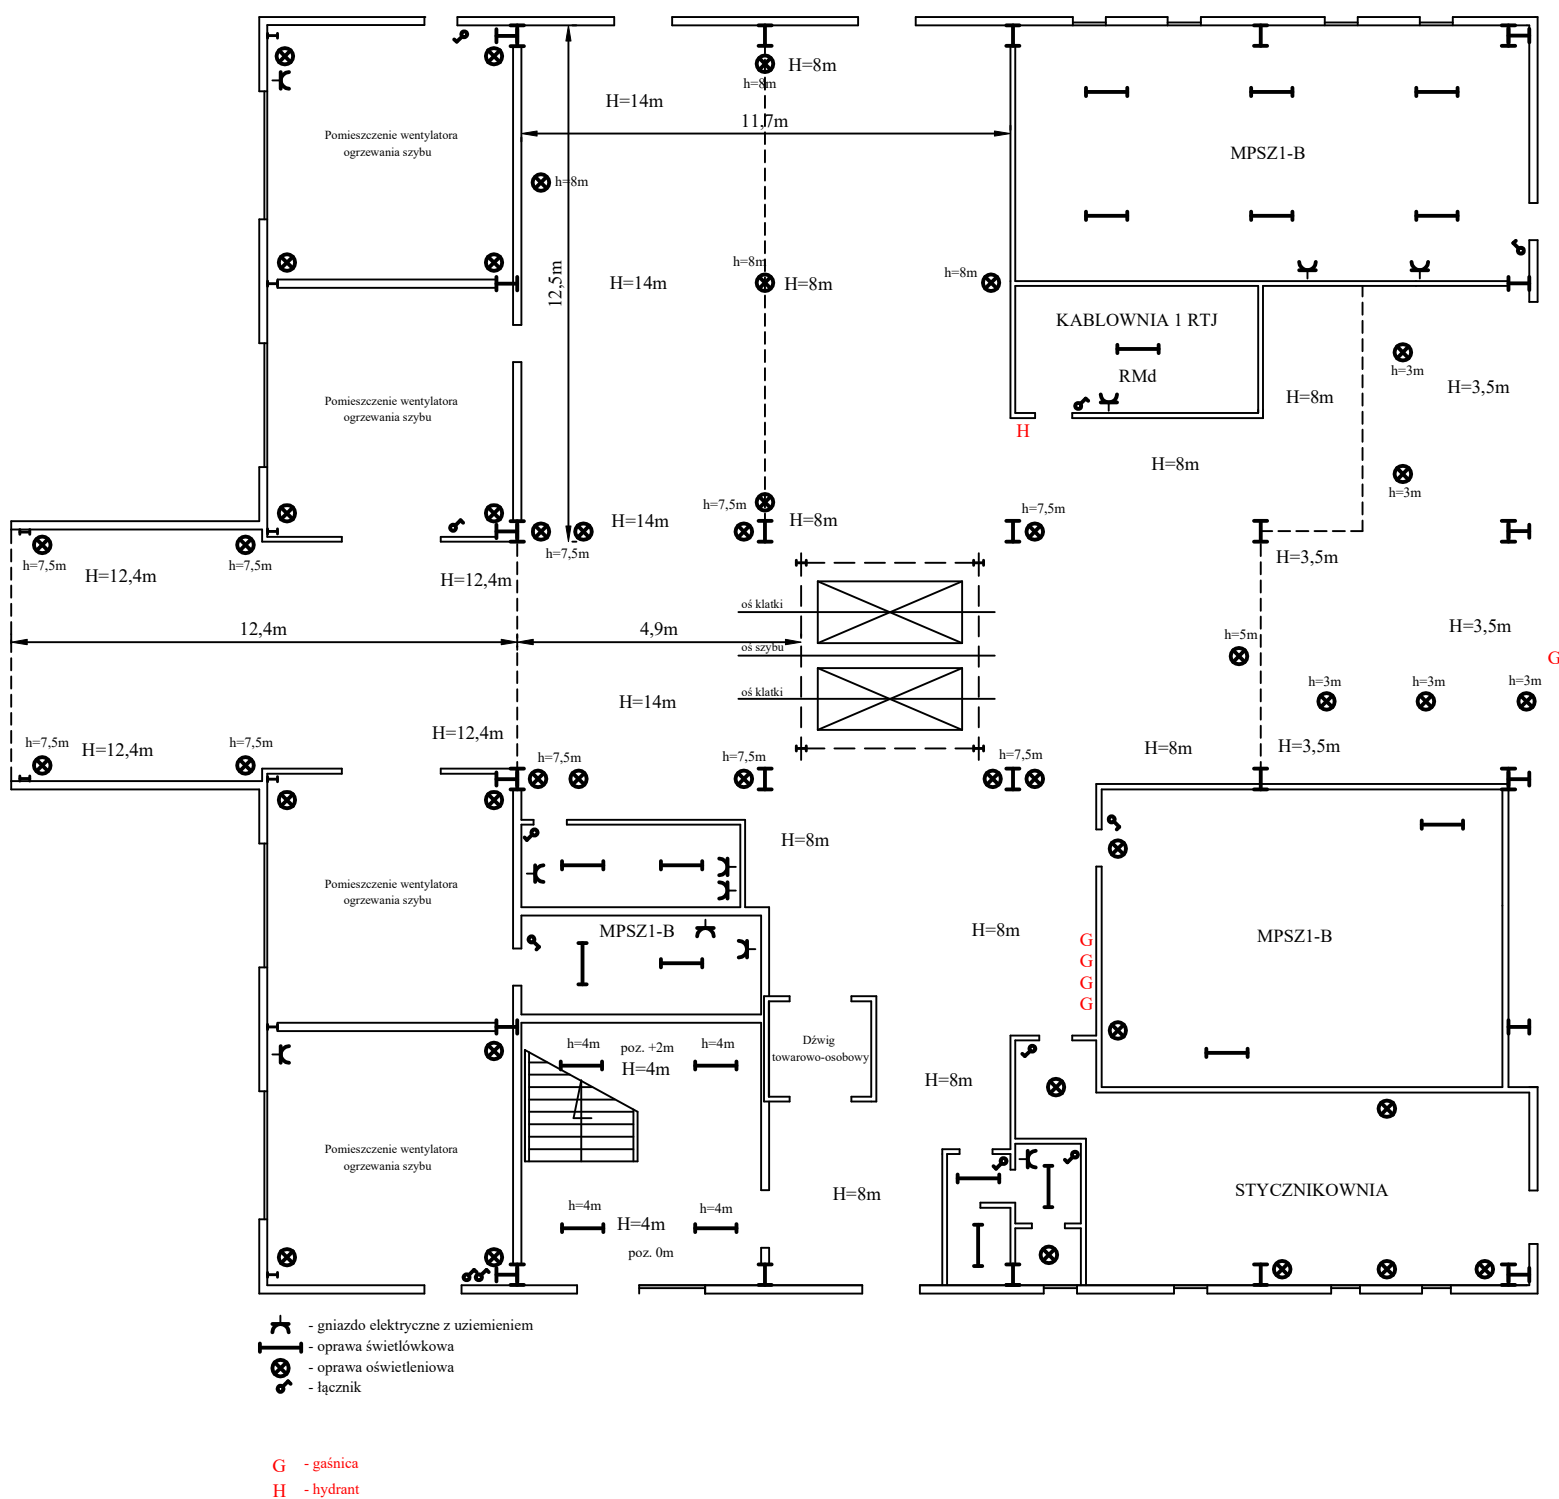 H=8m
h=8m
H=14m
11,7m
Pomieszczenie wentylatora
ogrzewania szybu
MPSZ1-B
h=8m
12,5m
H=14m
h=8m
H=8m
h=8m
KABLOWNIA 1 RTJ
RMd
h=3m
H=3,5m
H=8m
Pomieszczenie wentylatora
ogrzewania szybu
H
H=8m
h=3m
h=7,5m
h=7,5m
H=14m
H=8m
h=7,5m
h=7,5m
h=7,5m
H=12,4m
H=12,4m
H=3,5m
oś klatki
12,4m
4,9m
oś szybu
H=3,5m
h=5m
G
oś klatki
H=14m
h=3m
h=3m
h=3m
h=7,5m
H=12,4m
h=7,5m
H=12,4m
h=7,5m
h=7,5m
h=7,5m
H=8m
H=3,5m
H=8m
Pomieszczenie wentylatora
ogrzewania szybu
MPSZ1-B
H=8m
G
G
G
G
MPSZ1-B
h=4m
poz. +2m
h=4m
H=4m
Dźwig
towarowo-osobowy
H=8m
Pomieszczenie wentylatora
ogrzewania szybu
H=8m
STYCZNIKOWNIA
h=4m
h=4m
H=4m
poz. 0m
- gniazdo elektryczne z uziemieniem
- oprawa świetlówkowa
- oprawa oświetleniowa
- łącznik
G - gaśnica
H - hydrant